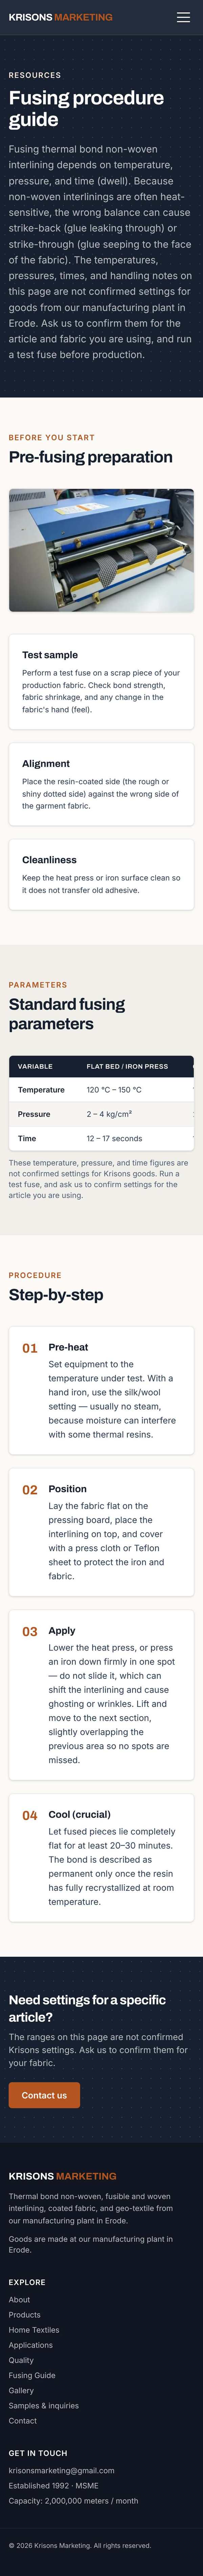 KRISONS MARKETING
RESOURCES
Fusing procedure
guide
Fusing thermal bond non-woven
interlining depends on temperature,
pressure, and time (dwell). Because
non-woven interlinings are often heat-
sensitive, the wrong balance can cause
strike-back (glue leaking through) or
strike-through (glue seeping to the face
of the fabric). The temperatures,
pressures, times, and handling notes on
this page are not confirmed settings for
goods from our manufacturing plant in
Erode. Ask us to confirm them for the
article and fabric you are using, and run
a test fuse before production.
BEFORE YOU START
Pre-fusing preparation
Test sample
Perform a test fuse on a scrap piece of your
production fabric. Check bond strength,
fabric shrinkage, and any change in the
fabric's hand (feel).
Alignment
Place the resin-coated side (the rough or
shiny dotted side) against the wrong side of
the garment fabric.
Cleanliness
Keep the heat press or iron surface clean so
it does not transfer old adhesive.
PARAMETERS
Standard fusing
parameters
VARIABLE FLAT BED / IRON PRESS
Temperature 120 °C – 150 °C
Pressure 2 – 4 kg/cm²
Time 12 – 17 seconds
These temperature, pressure, and time figures are
not confirmed settings for Krisons goods. Run a
test fuse, and ask us to confirm settings for the
article you are using.
PROCEDURE
Step-by-step
01 Pre-heat
Set equipment to the
temperature under test. With a
hand iron, use the silk/wool
setting — usually no steam,
because moisture can interfere
with some thermal resins.
02 Position
Lay the fabric flat on the
pressing board, place the
interlining on top, and cover
with a press cloth or Teflon
sheet to protect the iron and
fabric.
03 Apply
Lower the heat press, or press
an iron down firmly in one spot
— do not slide it, which can
shift the interlining and cause
ghosting or wrinkles. Lift and
move to the next section,
slightly overlapping the
previous area so no spots are
missed.
04 Cool (crucial)
Let fused pieces lie completely
flat for at least 20–30 minutes.
The bond is described as
permanent only once the resin
has fully recrystallized at room
temperature.
Need settings for a specific
article?
The ranges on this page are not confirmed
Krisons settings. Ask us to confirm them for
your fabric.
Contact us
KRISONS MARKETING
Thermal bond non-woven, fusible and woven
interlining, coated fabric, and geo-textile from
our manufacturing plant in Erode.
Goods are made at our manufacturing plant in
Erode.
EXPLORE
About
Products
Home Textiles
Applications
Quality
Fusing Guide
Gallery
Samples & inquiries
Contact
GET IN TOUCH
krisonsmarketing@gmail.com
Established 1992 · MSME
Capacity: 2,000,000 meters / month
© 2026 Krisons Marketing. All rights reserved.